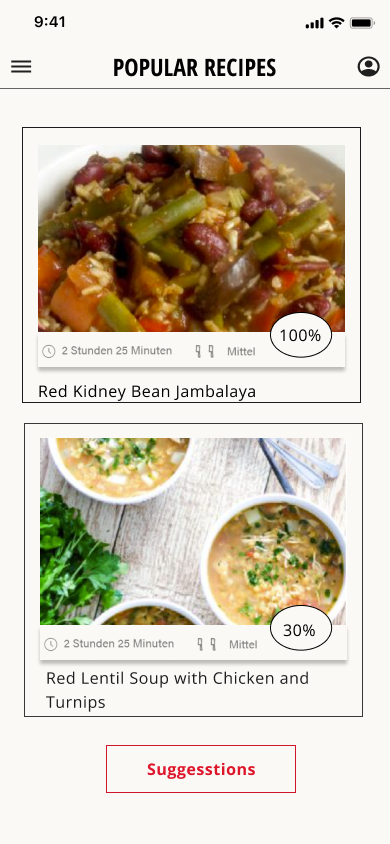 9:41
POPULAR RECIPES
2 Stunden 25 Minuten Mittel 100%
Red Kidney Bean Jambalaya
2 Stunden 25 Minuten Mittel 30%
Red Lentil Soup with Chicken and
Turnips
Suggesstions